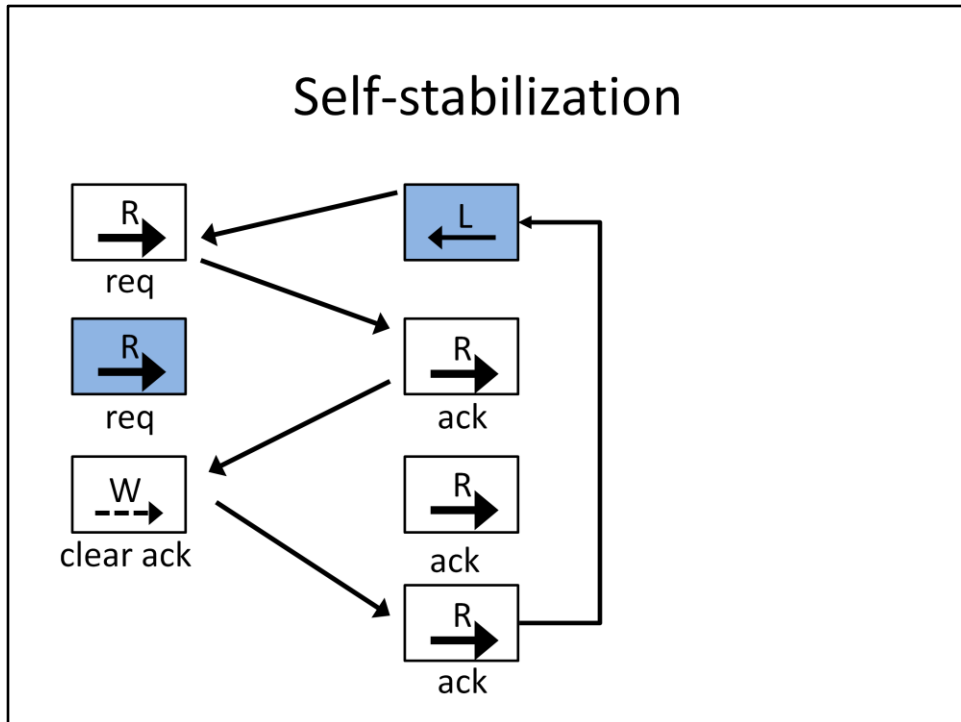 Self-stabilization
R
req
L
R
req
R
ack
W
clear ack
R
ack
R
ack